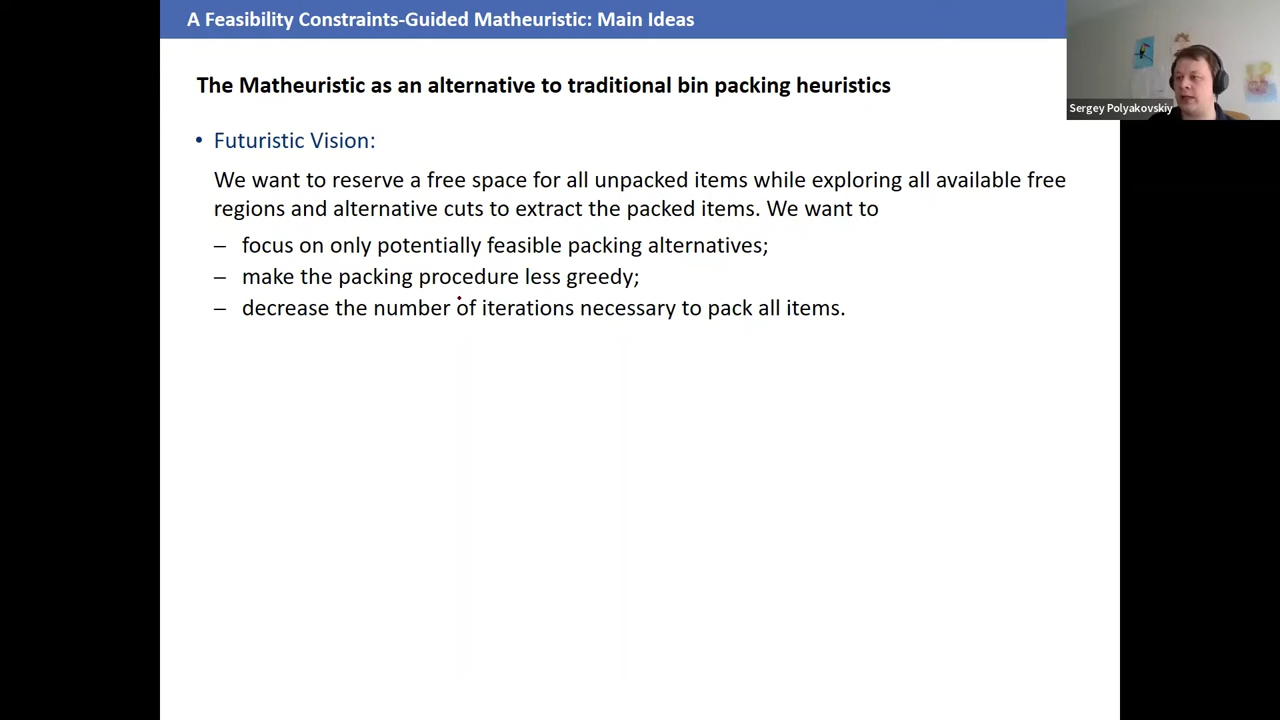 A Feasibility Constraints-Guided Matheuristic: Main Ideas
Sergey Polyakovskiy
The Matheuristic as an alternative to traditional bin packing heuristics
• Futuristic Vision:
We want to reserve a free space for all unpacked items while exploring all available free
regions and alternative cuts to extract the packed items. We want to
– focus on only potentially feasible packing alternatives;
– make the packing procedure less greedy;
– decrease the number of iterations necessary to pack all items.